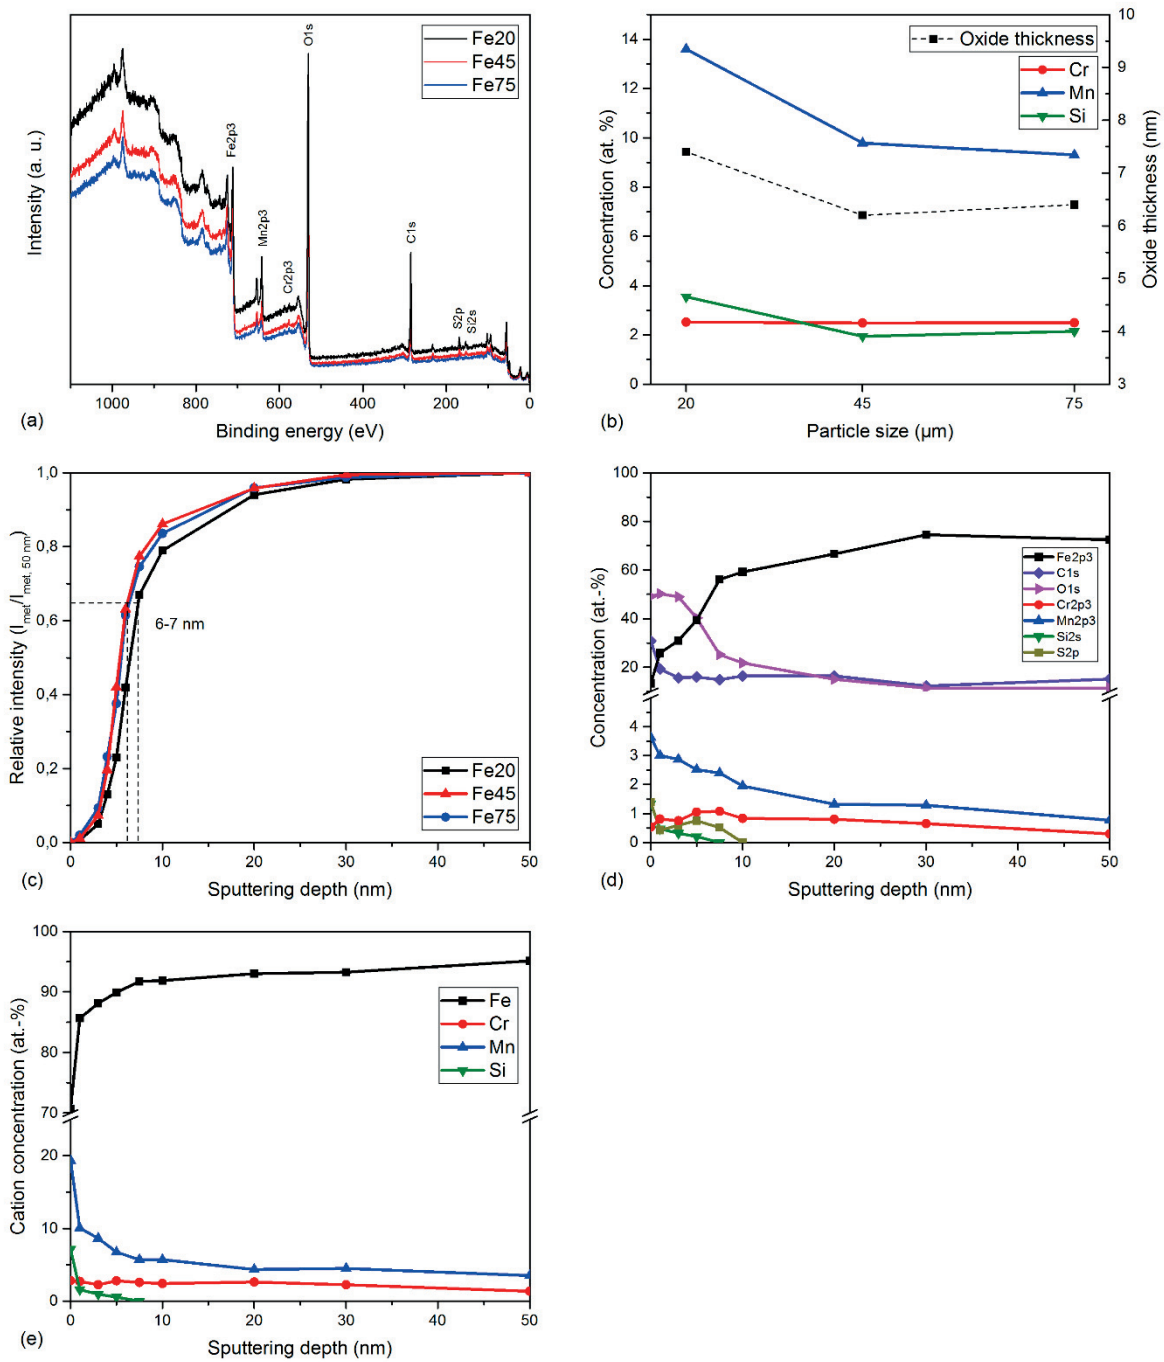 O1s
Fe20
Fe45
Fe75
Fe2p3
Mn2p3
Cr2p3
C1s
S2p
Si2s
Intensity (a. u.)
1000 800 600 400 200 0
Binding energy (eV)
(a)
14
12
10
8
6
4
2
0
Concentration (at. %)
Oxide thickness
Cr
Mn
Si
10
9
8
7
6
5
4
3
Oxide thickness (nm)
20 45 75
Particle size (µm)
(b)
1,0
0,8
0,6
0,4
0,2
0,0
Relative intensity (I met/I met, 50 nm)
6-7 nm
Fe20
Fe45
Fe75
0 10 20 30 40 50
Sputtering depth (nm)
(c)
100
80
60
40
20
4
3
2
1
0
Concentration (at.-%)
Fe2p3
C1s
O1s
Cr2p3
Mn2p3
Si2s
S2p
0 10 20 30 40 50
Sputtering depth (nm)
(d)
100
90
80
70
20
10
0
Cation concentration (at.-%)
Fe
Cr
Mn
Si
0 10 20 30 40 50
Sputtering depth (nm)
(e)